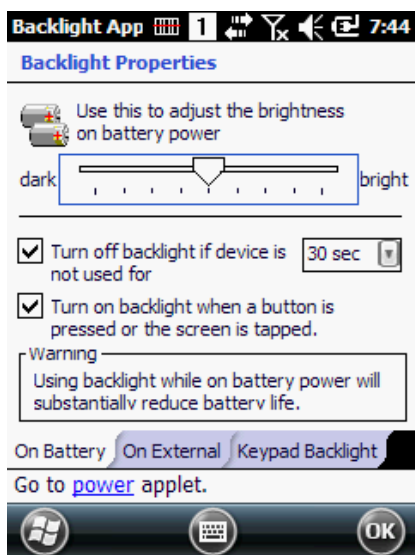 Backlight App 1 7:44
Backlight Properties
Use this to adjust the brightness
on battery power
dark bright
Turn off backlight if device is 30 sec
not used for
Turn on backlight when a button is
pressed or the screen is tapped.
Warning
Using backlight while on battery power will
substantially reduce battery life.
On Battery On External Keypad Backlight
Go to power applet.
OK